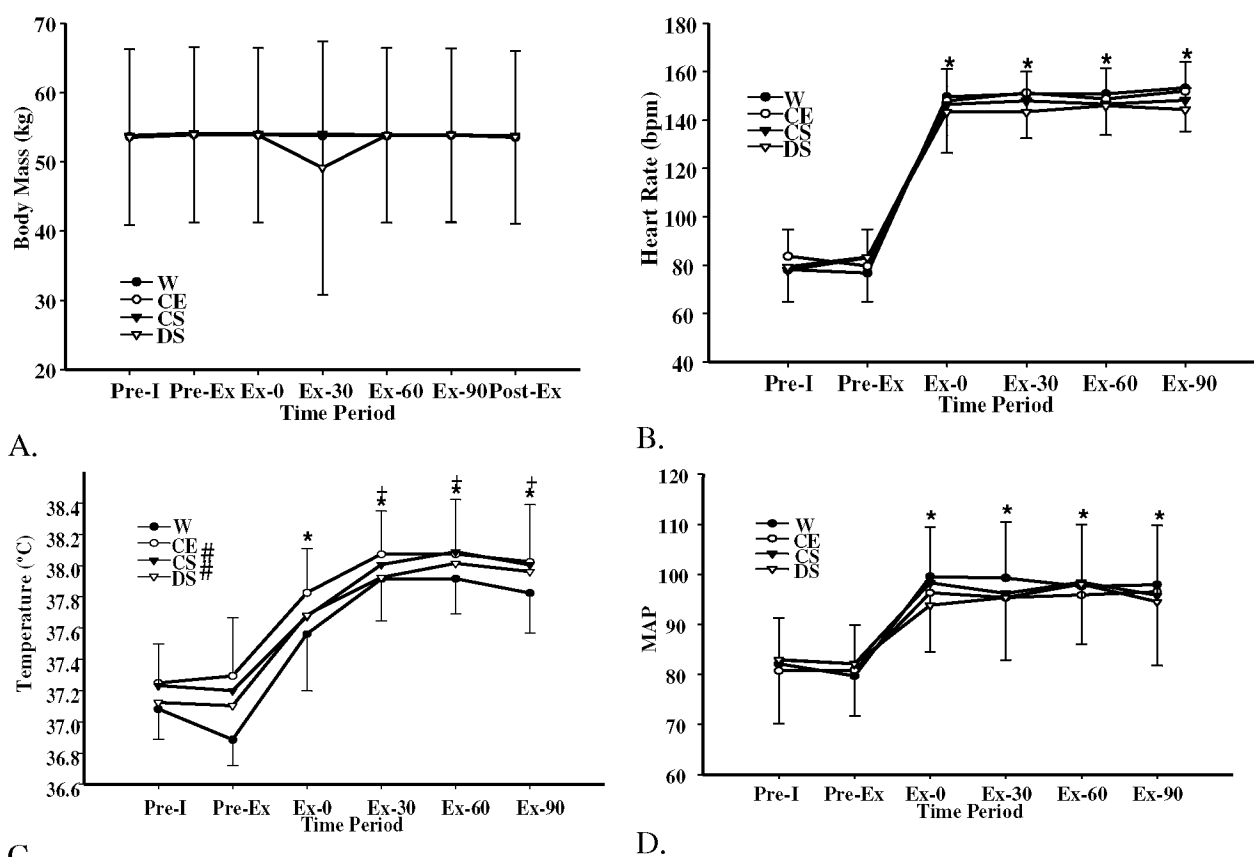 70
60
50
40
30
20
Body Mass (kg)
W
CE
CS
DS
Pre-I Pre-Ex Ex-0 Ex-30 Ex-60 Ex-90 Post-Ex
Time Period
A.
180
160
140
120
100
80
60
40
Heart Rate (bpm)
* * * *
W
CE
CS
DS
Pre-I Pre-Ex Ex-0 Ex-30 Ex-60 Ex-90
Time Period
B.
38.4
38.2
38.0
37.8
37.6
37.4
37.2
37.0
36.8
36.6
Temperature (°C)
‡ ‡ ‡
* * * *
W
CE #
CS #
DS #
Pre-I Pre-Ex Ex-0 Ex-30 Ex-60 Ex-90
Time Period
120
110
100
90
80
70
60
MAP
* * * *
W
CE
CS
DS
Pre-I Pre-Ex Ex-0 Ex-30 Ex-60 Ex-90
Time Period
D.